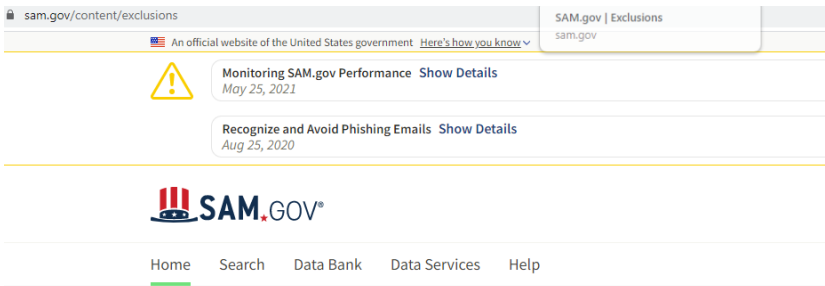 sam.gov/content/exclusions
SAM.gov | Exclusions
sam.gov
An official website of the United States government Here's how you know
Monitoring SAM.gov Performance Show Details
May 25, 2021
Recognize and Avoid Phishing Emails Show Details
Aug 25, 2020
SAM.GOV®
Home Search Data Bank Data Services Help